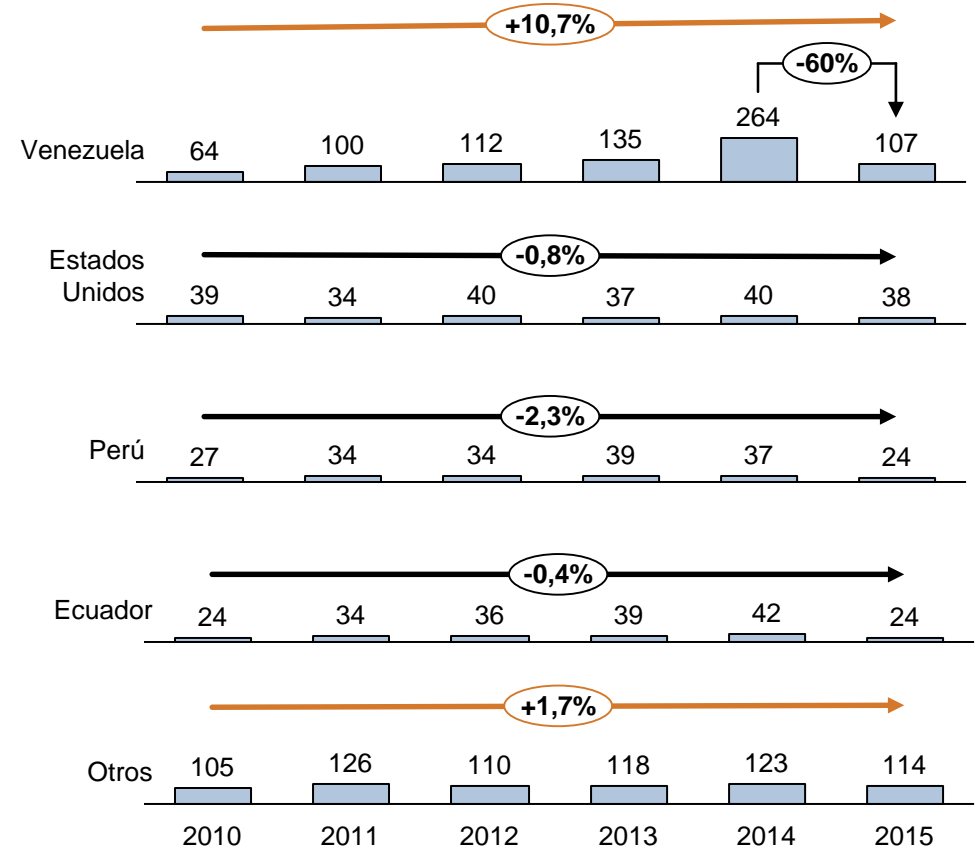 +10,7%
-60%
Venezuela 64 100 112 135 264 107
-0,8%
Estados
Unidos 39 34 40 37 40 38
-2,3%
Perú 27 34 34 39 37 24
-0,4%
Ecuador 24 34 36 39 42 24
+1,7%
Otros 105 126 110 118 123 114
2010 2011 2012 2013 2014 2015